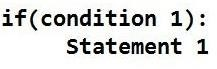 if(condition 1):
Statement 1